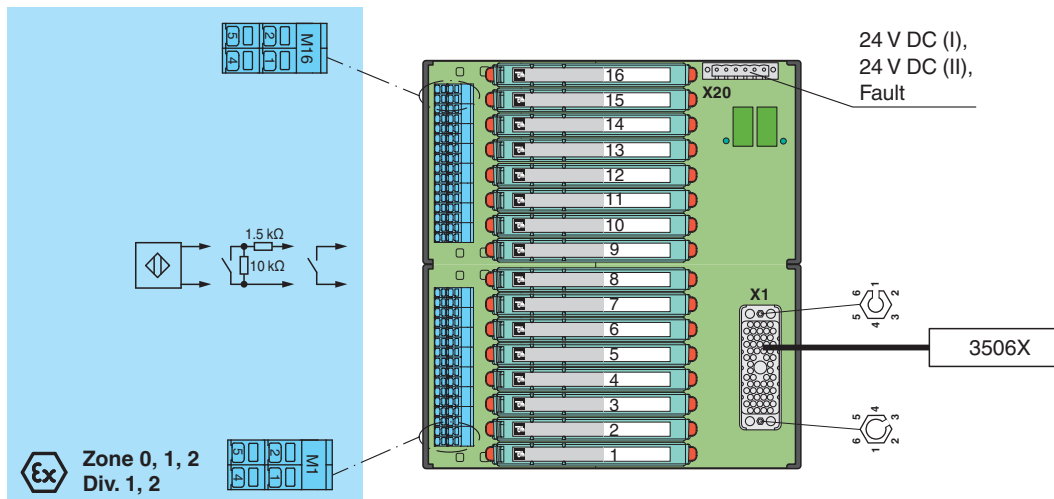 5 2 M16
4 1
16
15
14
13
12
11
10
9
8
7
6
5
4
3
2
1
X20
24 V DC (I),
24 V DC (II),
Fault
1.5 kΩ
10 kΩ
X1
6 1 2
5 4 3
3506X
5 4 3
6 1 2
5 2 M1
4 1
Ex
Zone 0, 1, 2
Div. 1, 2